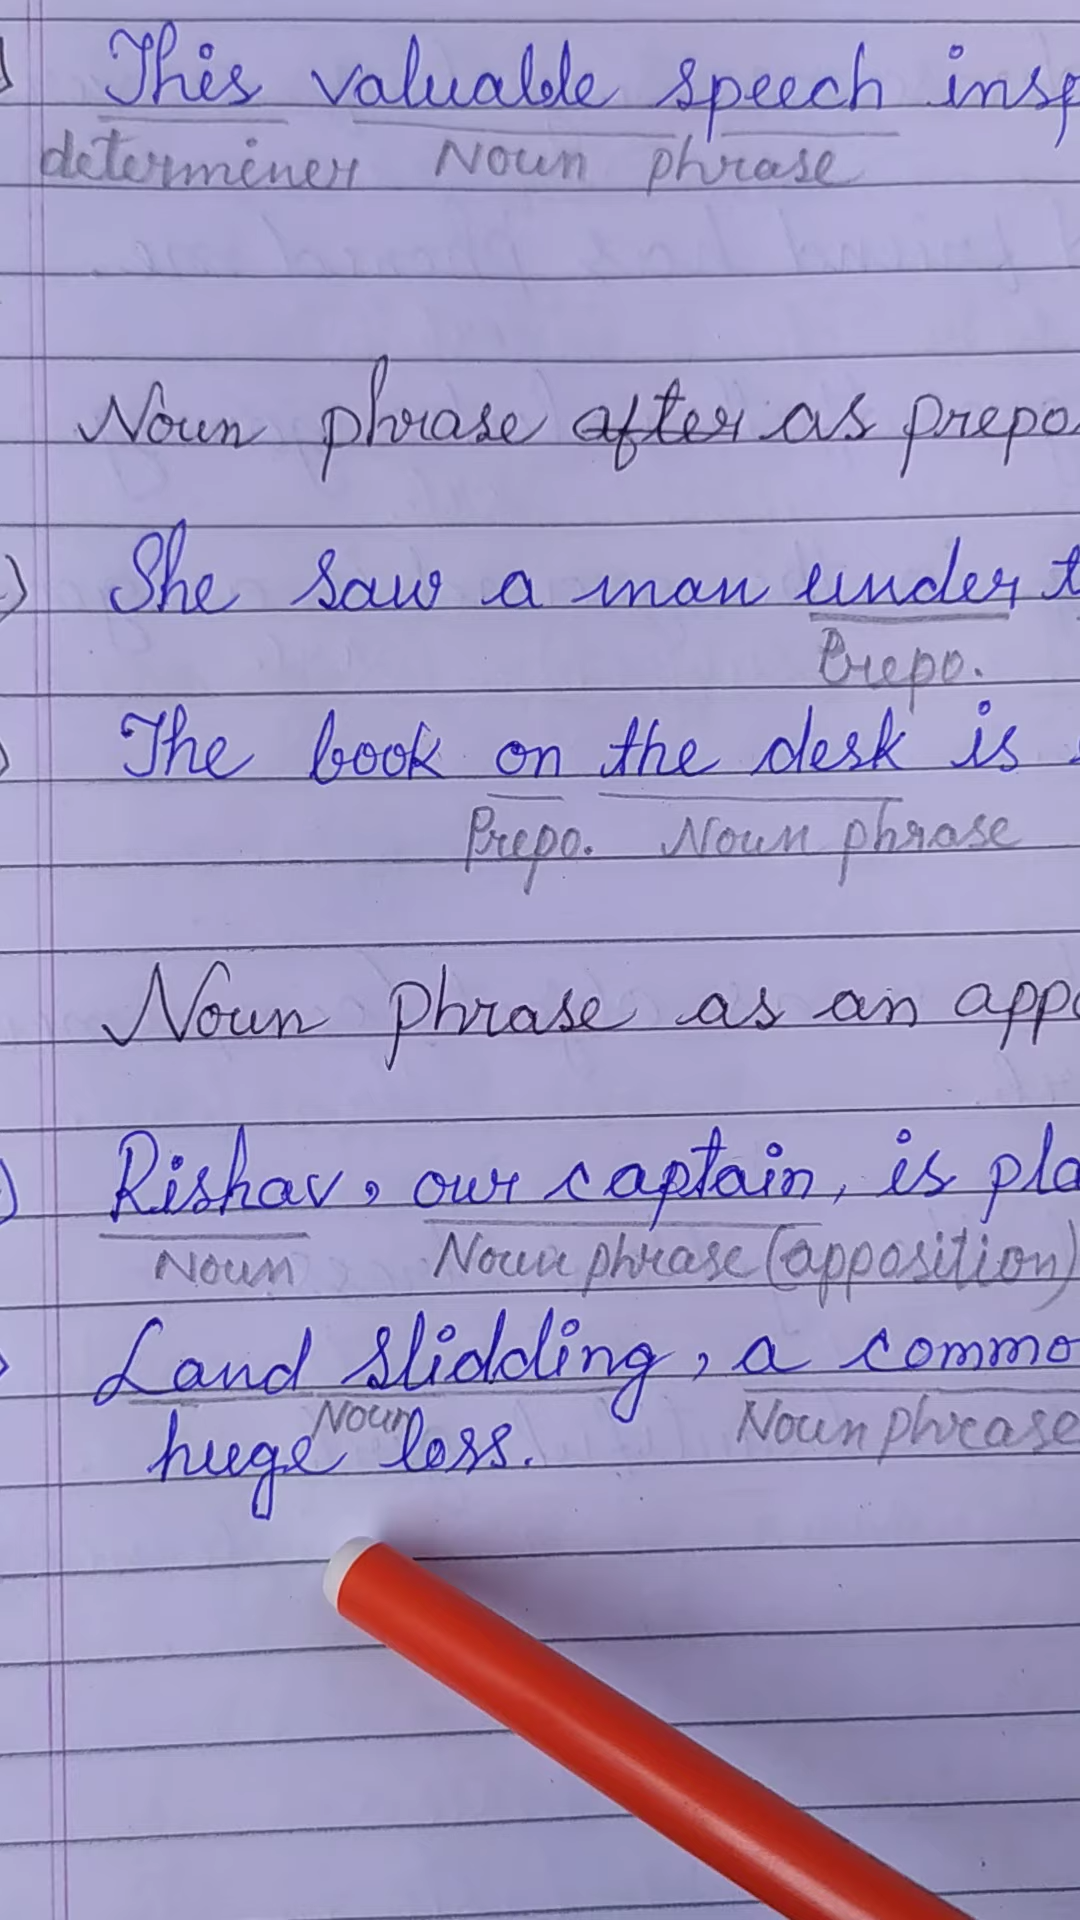 This valuable speech insp
determiner Noun phrase
Noun phrase after as prepo
She saw a man under t
Prepo.
The book on the desk is
Prepo. Noun phrase
Noun phrase as an appo
Rishav, our captain, is pla
Noun Noun phrase (apposition)
Land slidding, a commo
Noun Noun phrase
huge loss.